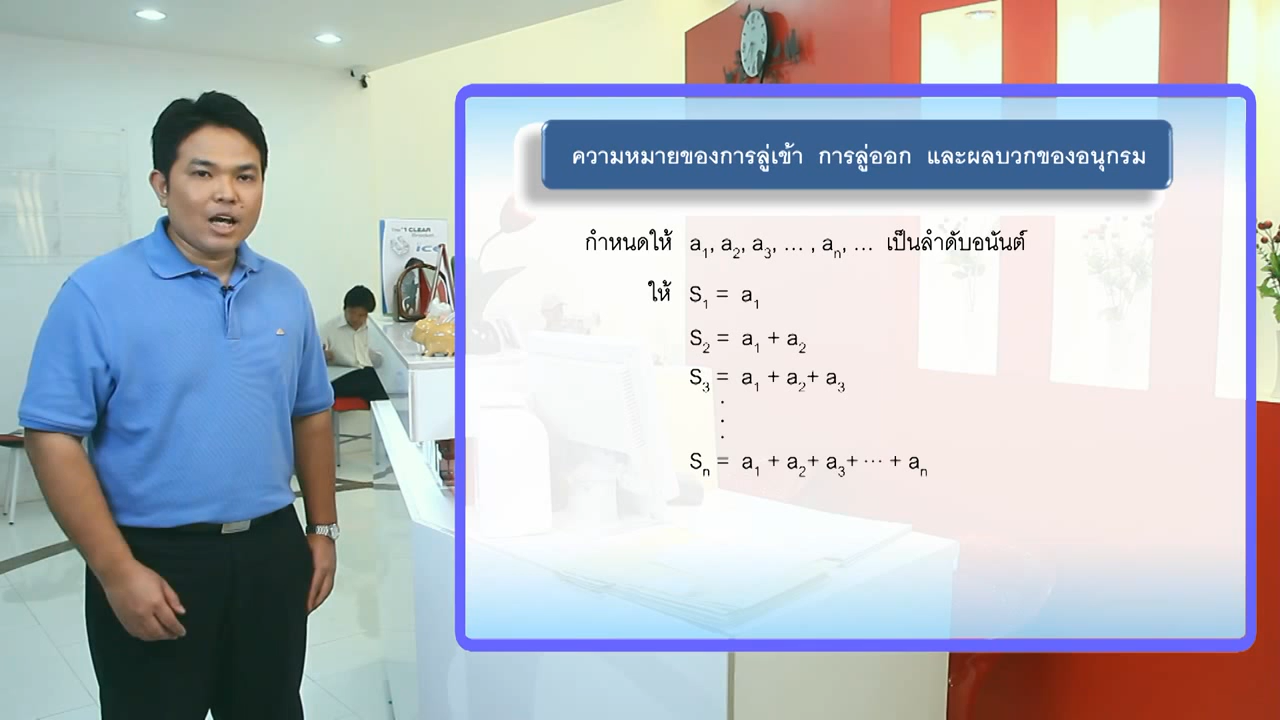 ความหมายของการลู่เข้า การลู่ออก และผลบวกของอนุกรม
กำหนดให้ a₁, a₂, a₃, … , aₙ, … เป็นลำดับอนันต์
ให้ S₁ = a₁
S₂ = a₁ + a₂
S₃ = a₁ + a₂+ a₃
⋮
Sₙ = a₁ + a₂+ a₃+ ⋯ + aₙ
ice